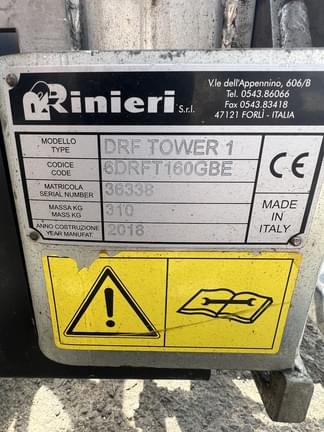 Rinieri S.r.l.
V.le dell'Appennino, 606/B
Tel. 0543.86066
Fax 0543.83418
47121 FORLÌ - ITALIA
MODELLO
TYPE
DRF TOWER 1
CODICE
CODE
6DRFT160GBE
MATRICOLA
SERIAL NUMBER
36338
MASSA KG
MASS KG
310
ANNO COSTRUZIONE
YEAR MANUFAT.
2018
CE
MADE IN
ITALY